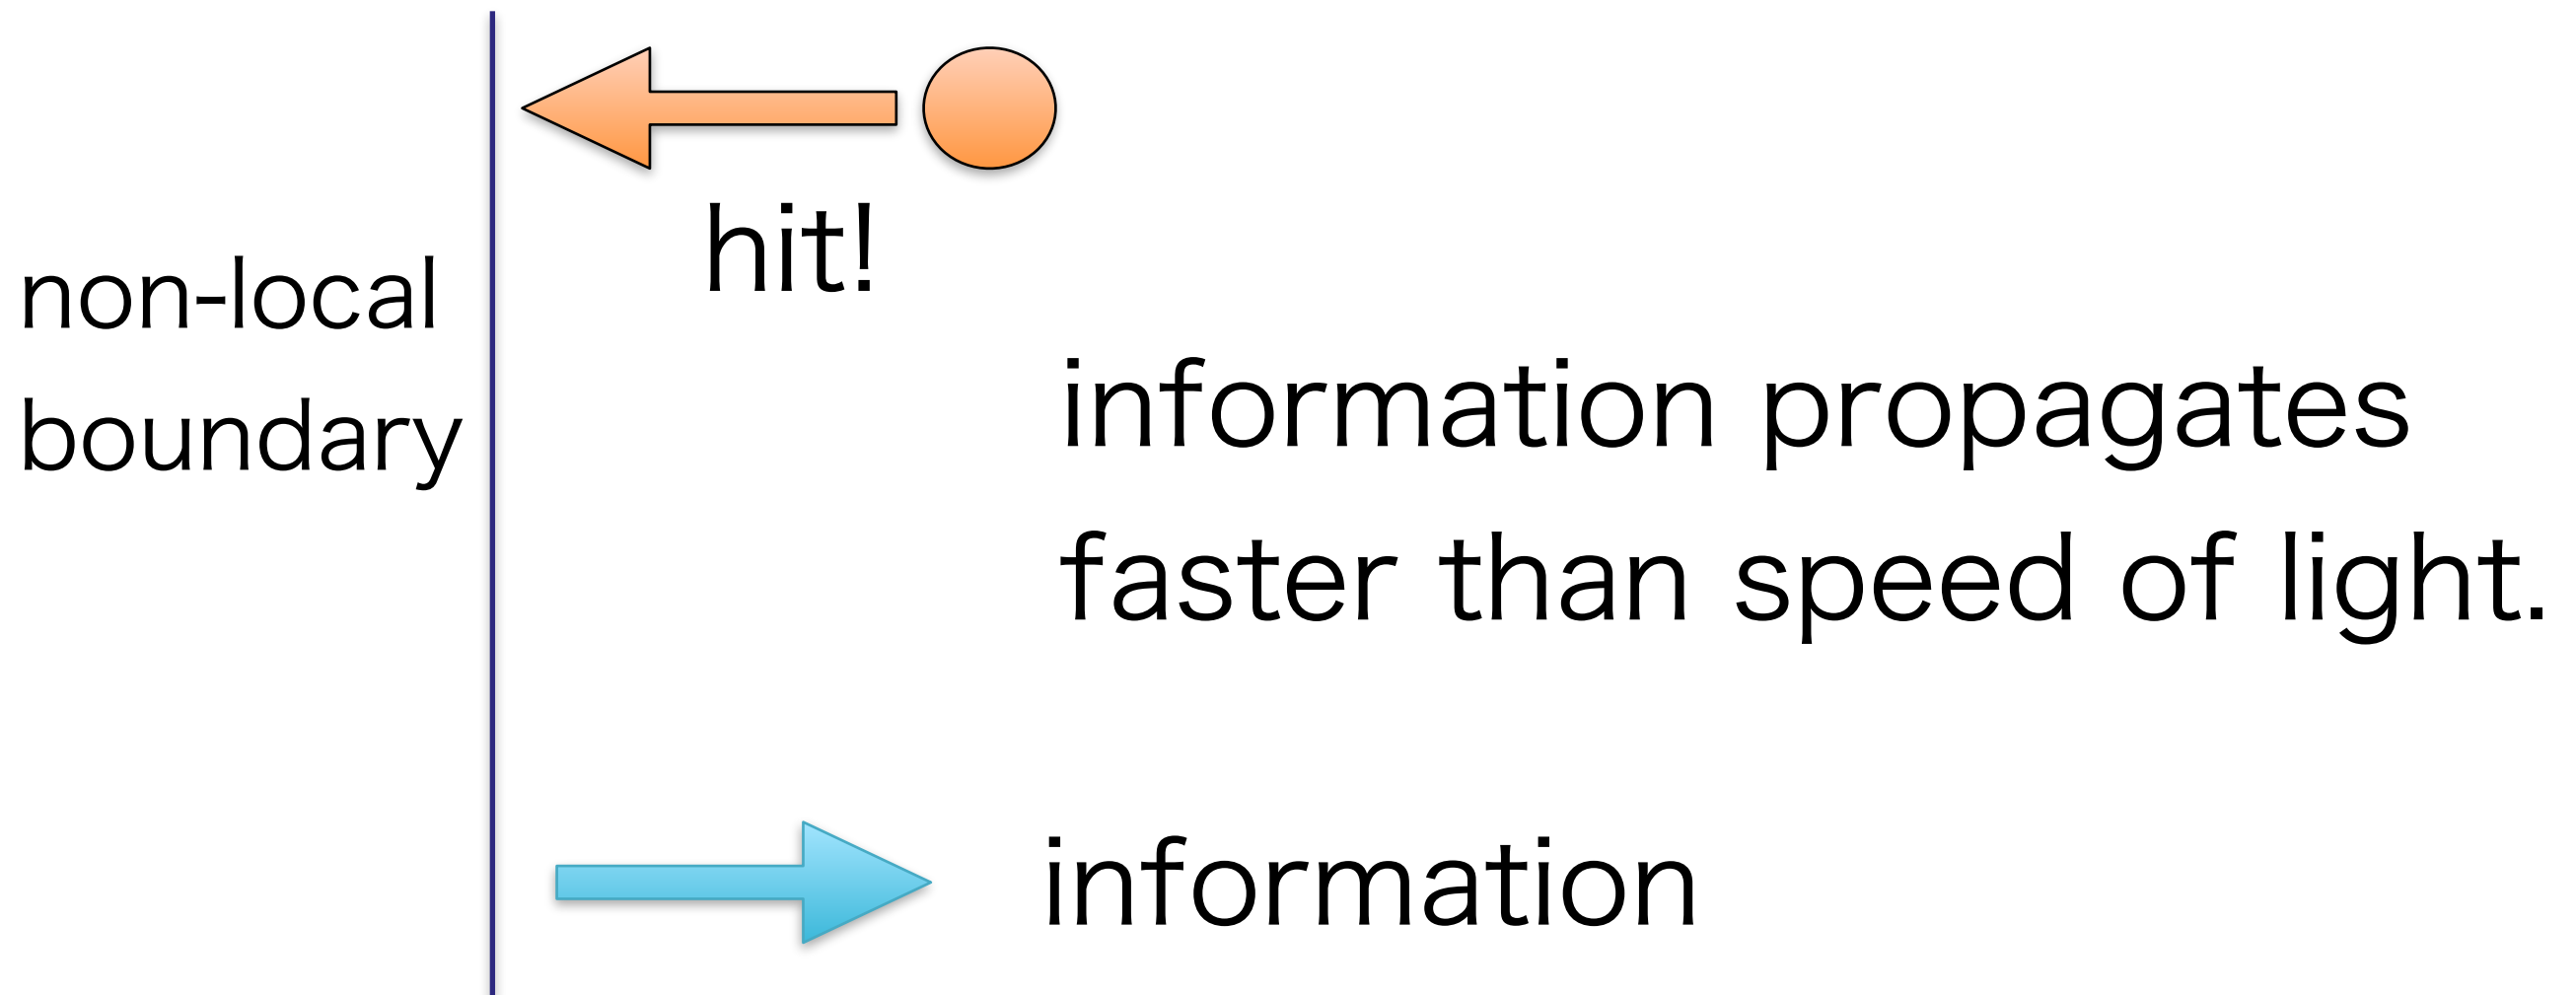 hit!
non-local
boundary
information propagates
faster than speed of light.
information